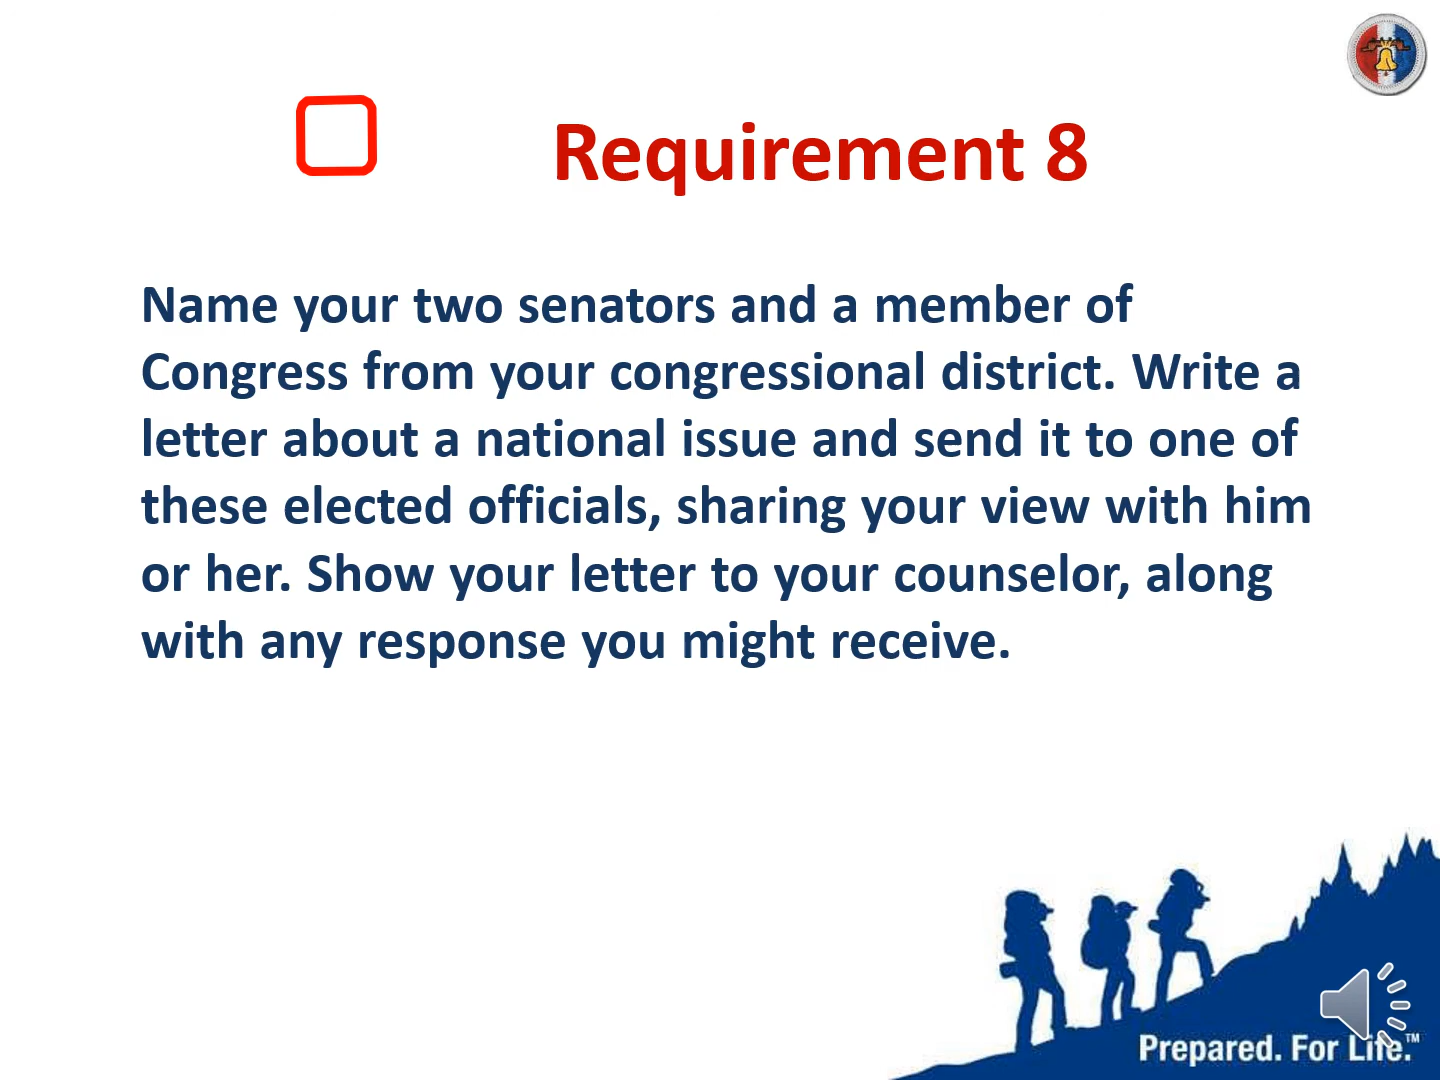 Requirement 8
Name your two senators and a member of
Congress from your congressional district. Write a
letter about a national issue and send it to one of
these elected officials, sharing your view with him
or her. Show your letter to your counselor, along
with any response you might receive.
Prepared. For Life.™